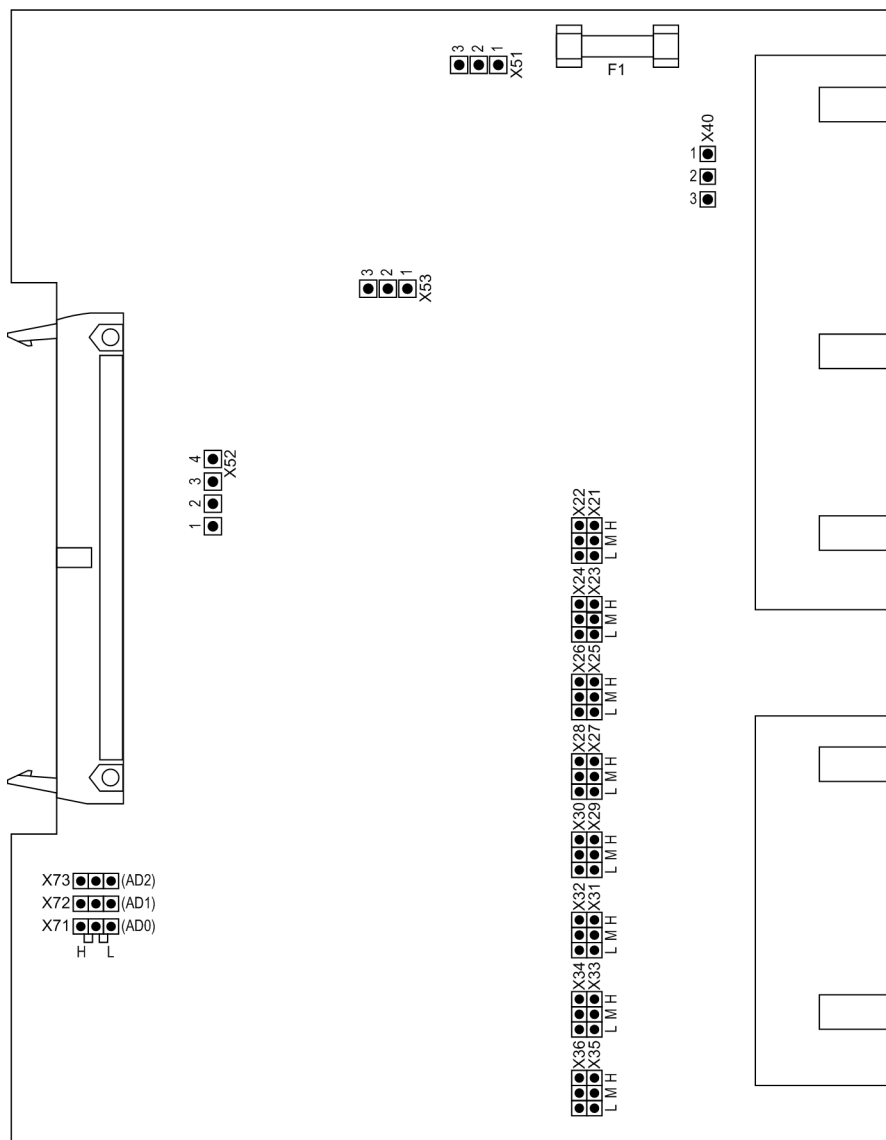 3 2 1
X51
F1
X40
1
2
3
3 2 1
X53
4
3
2
1
X52
X22 X21
H
M
L
X24 X23
H
M
L
X26 X25
H
M
L
X28 X27
H
M
L
X30 X29
H
M
L
X32 X31
H
M
L
X34 X33
H
M
L
X36 X35
H
M
L
X73 (AD2)
X72 (AD1)
X71 (AD0)
H L